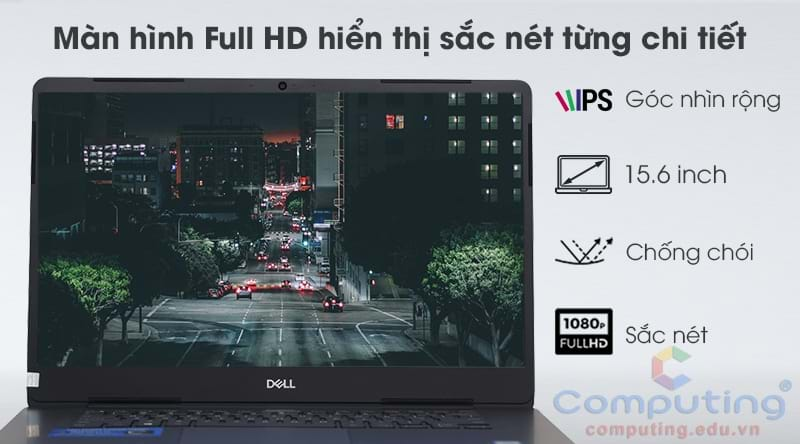 Màn hình Full HD hiển thị sắc nét từng chi tiết
IPS Góc nhìn rộng
15.6 inch
Chống chói
1080p
FULLHD
Sắc nét
DELL
Computing®
computing.edu.vn